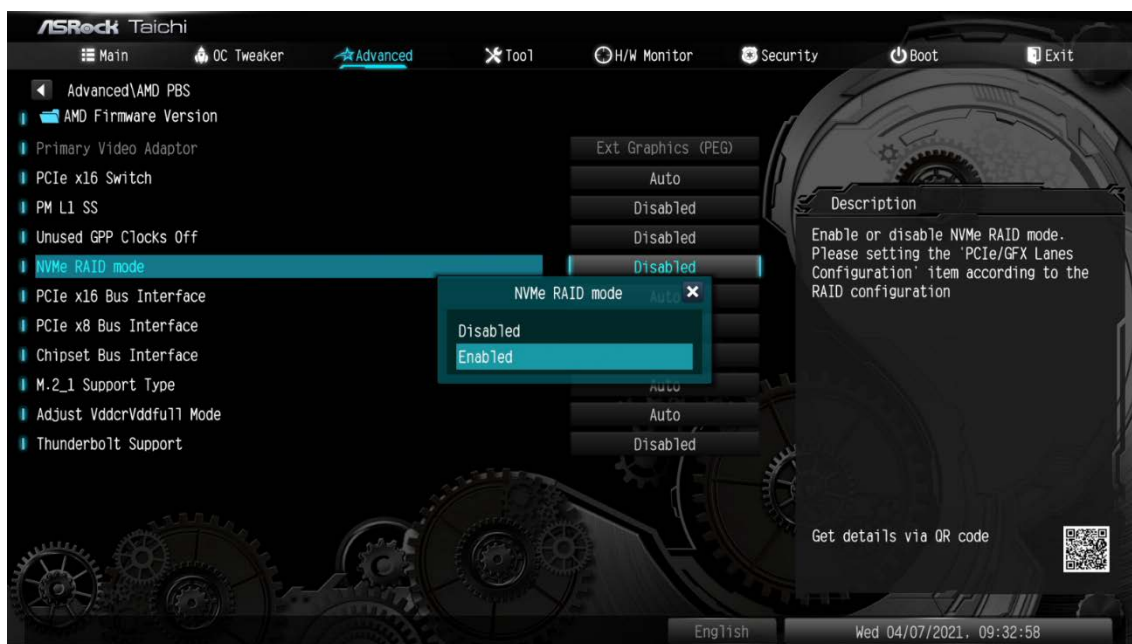 ASRock Taichi
Main OC Tweaker Advanced Tool H/W Monitor Security Boot Exit
Advanced\AMD PBS
AMD Firmware Version
Primary Video Adaptor Ext Graphics (PEG)
PCIe x16 Switch Auto
PM L1 SS Disabled
Unused GPP Clocks Off Disabled
NVMe RAID mode Disabled
PCIe x16 Bus Interface Auto
PCIe x8 Bus Interface
Chipset Bus Interface
M.2_1 Support Type Auto
Adjust VddcrVddfull Mode Auto
Thunderbolt Support Disabled
NVMe RAID mode
Disabled
Enabled
Description
Enable or disable NVMe RAID mode.
Please setting the 'PCIe/GFX Lanes
Configuration' item according to the
RAID configuration
Get details via QR code
English Wed 04/07/2021, 09:32:58